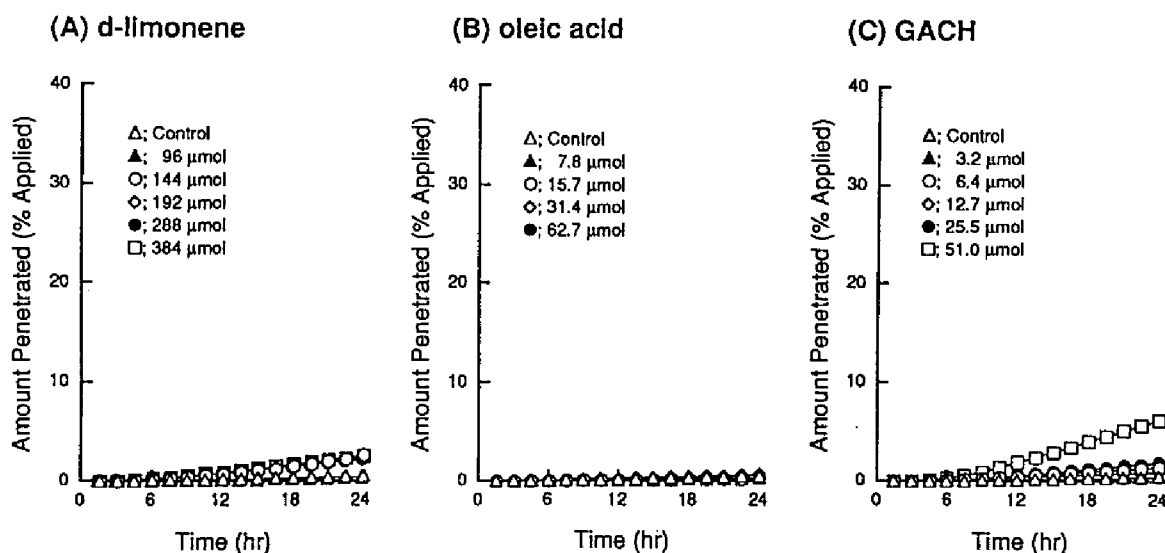 (A) d-limonene
40
30
20
10
0
Amount Penetrated (% Applied)
△; Control
▲; 96 μmol
○; 144 μmol
◇; 192 μmol
●; 288 μmol
□; 384 μmol
0 6 12 18 24
Time (hr)
(B) oleic acid
40
30
20
10
0
Amount Penetrated (% Applied)
△; Control
▲; 7.8 μmol
○; 15.7 μmol
◇; 31.4 μmol
●; 62.7 μmol
0 6 12 18 24
Time (hr)
(C) GACH
40
30
20
10
0
Amount Penetrated (% Applied)
△; Control
▲; 3.2 μmol
○; 6.4 μmol
◇; 12.7 μmol
●; 25.5 μmol
□; 51.0 μmol
0 6 12 18 24
Time (hr)